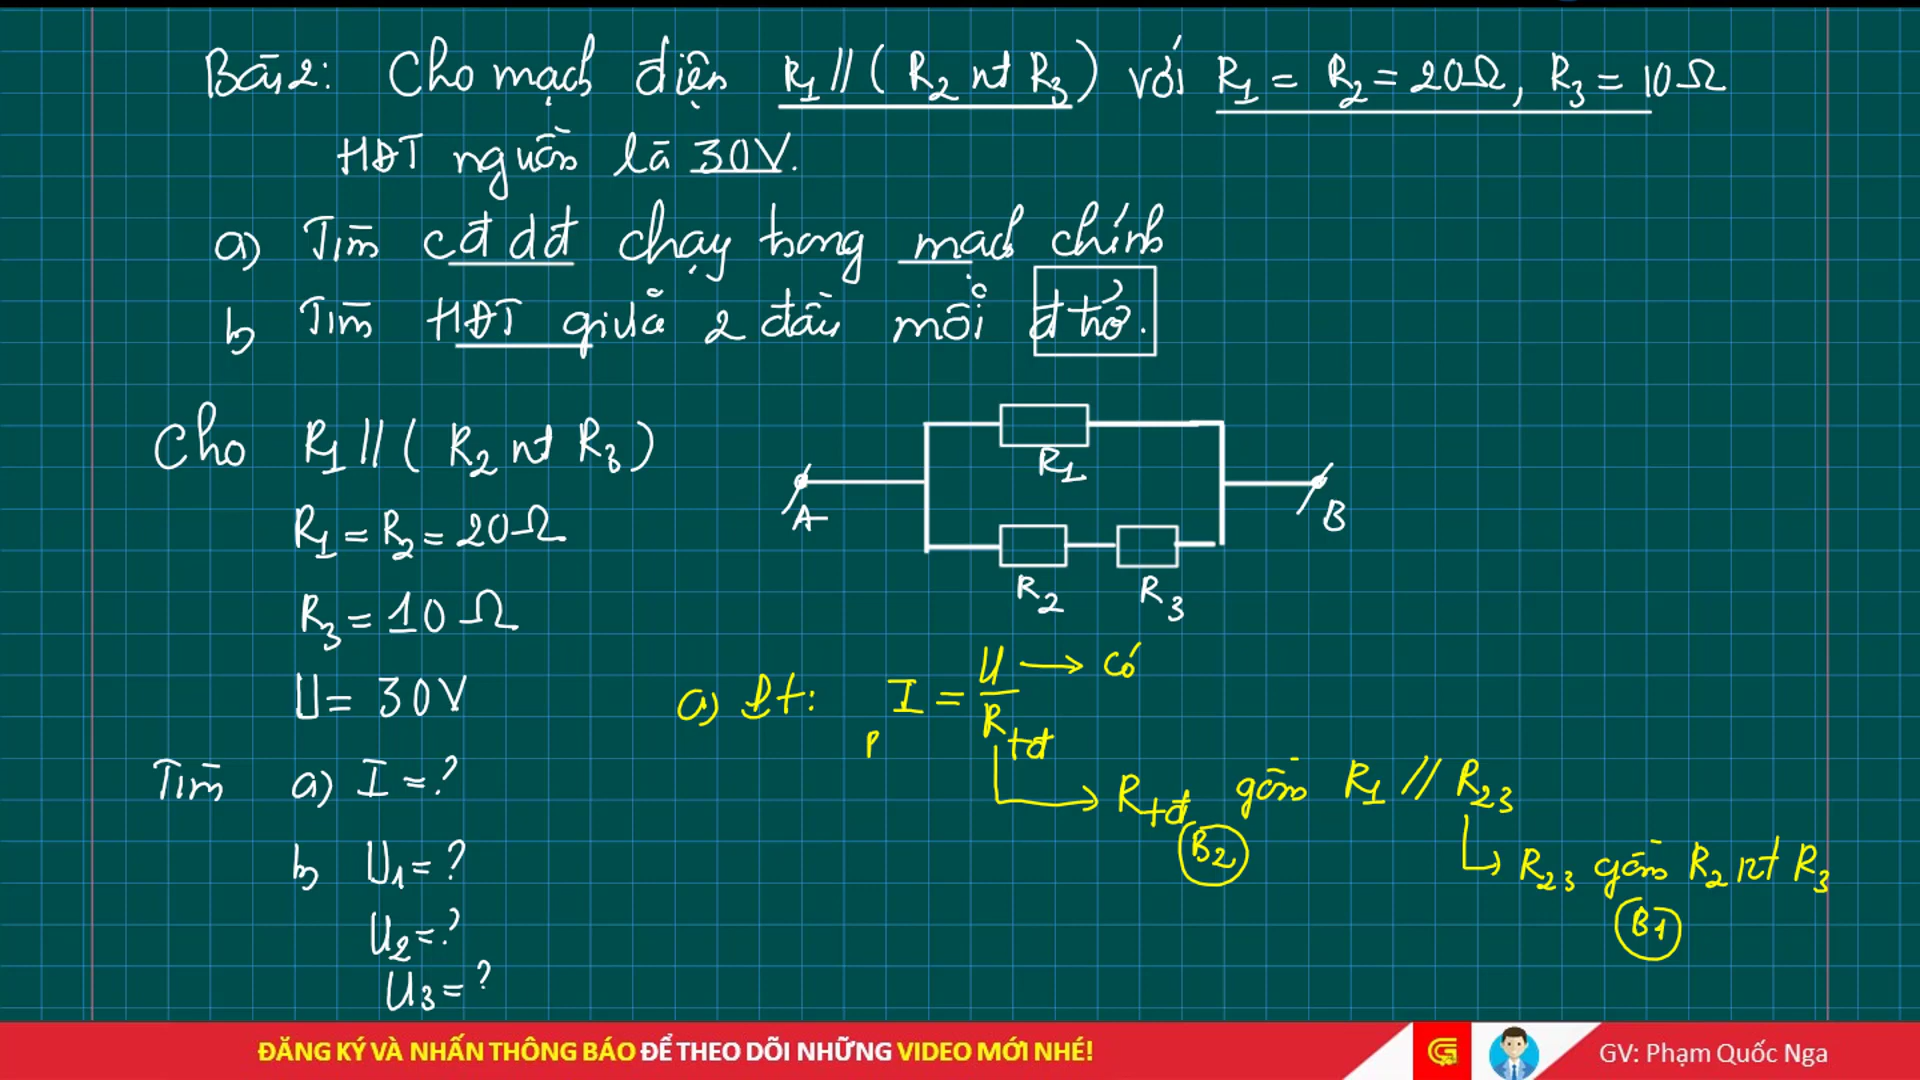 Bài 2: Cho mạch điện R1 // ( R2 nt R3 ) với R1 = R2 = 20Ω, R3 = 10Ω
HĐT nguồn là 30V.
a) Tìm cđdđ chạy trong mạch chính
b Tìm HĐT giữa 2 đầu mỗi đtrở.
Cho R1 // ( R2 nt R3 )
R1 = R2 = 20Ω
R3 = 10Ω
U = 30V
Tìm a) I = ?
b U1 = ?
U2 = ?
U3 = ?
R1
A
B
R2 R3
a) I = U/Rtđ → có
Rtđ gồm R1 // R23
B2
R23 gồm R2 nt R3
B1
ĐĂNG KÝ VÀ NHẤN THÔNG BÁO ĐỂ THEO DÕI NHỮNG VIDEO MỚI NHÉ!
GV: Phạm Quốc Nga